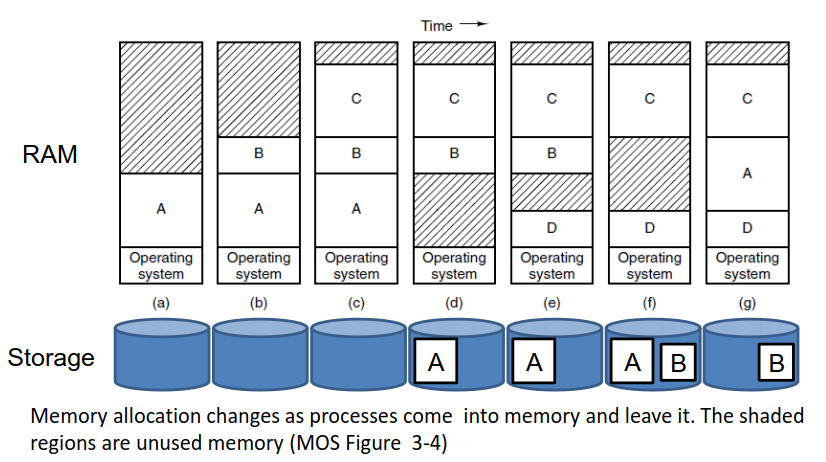 Time
RAM
C C C C C
B B B B
A
A A A
D D D
Operating system Operating system Operating system Operating system Operating system Operating system Operating system
(a) (b) (c) (d) (e) (f) (g)
Storage
A A A B B
Memory allocation changes as processes come into memory and leave it. The shaded
regions are unused memory (MOS Figure 3-4)